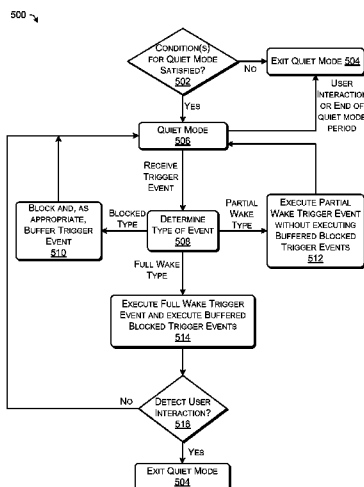 500
CONDITION(S)
FOR QUIET MODE
SATISFIED?
502
NO
EXIT QUIET MODE 504
YES
USER
INTERACTION
OR END OF
QUIET MODE
PERIOD
QUIET MODE
506
RECEIVE
TRIGGER
EVENT
BLOCK AND, AS
APPROPRIATE,
BUFFER TRIGGER
EVENT
510
BLOCKED
TYPE
DETERMINE
TYPE OF EVENT
508
PARTIAL
WAKE
TYPE
EXECUTE PARTIAL
WAKE TRIGGER EVENT
WITHOUT EXECUTING
BUFFERED BLOCKED
TRIGGER EVENTS
512
FULL WAKE
TYPE
EXECUTE FULL WAKE TRIGGER
EVENT AND EXECUTE BUFFERED
BLOCKED TRIGGER EVENTS
514
NO
DETECT USER
INTERACTION?
516
YES
EXIT QUIET MODE
504